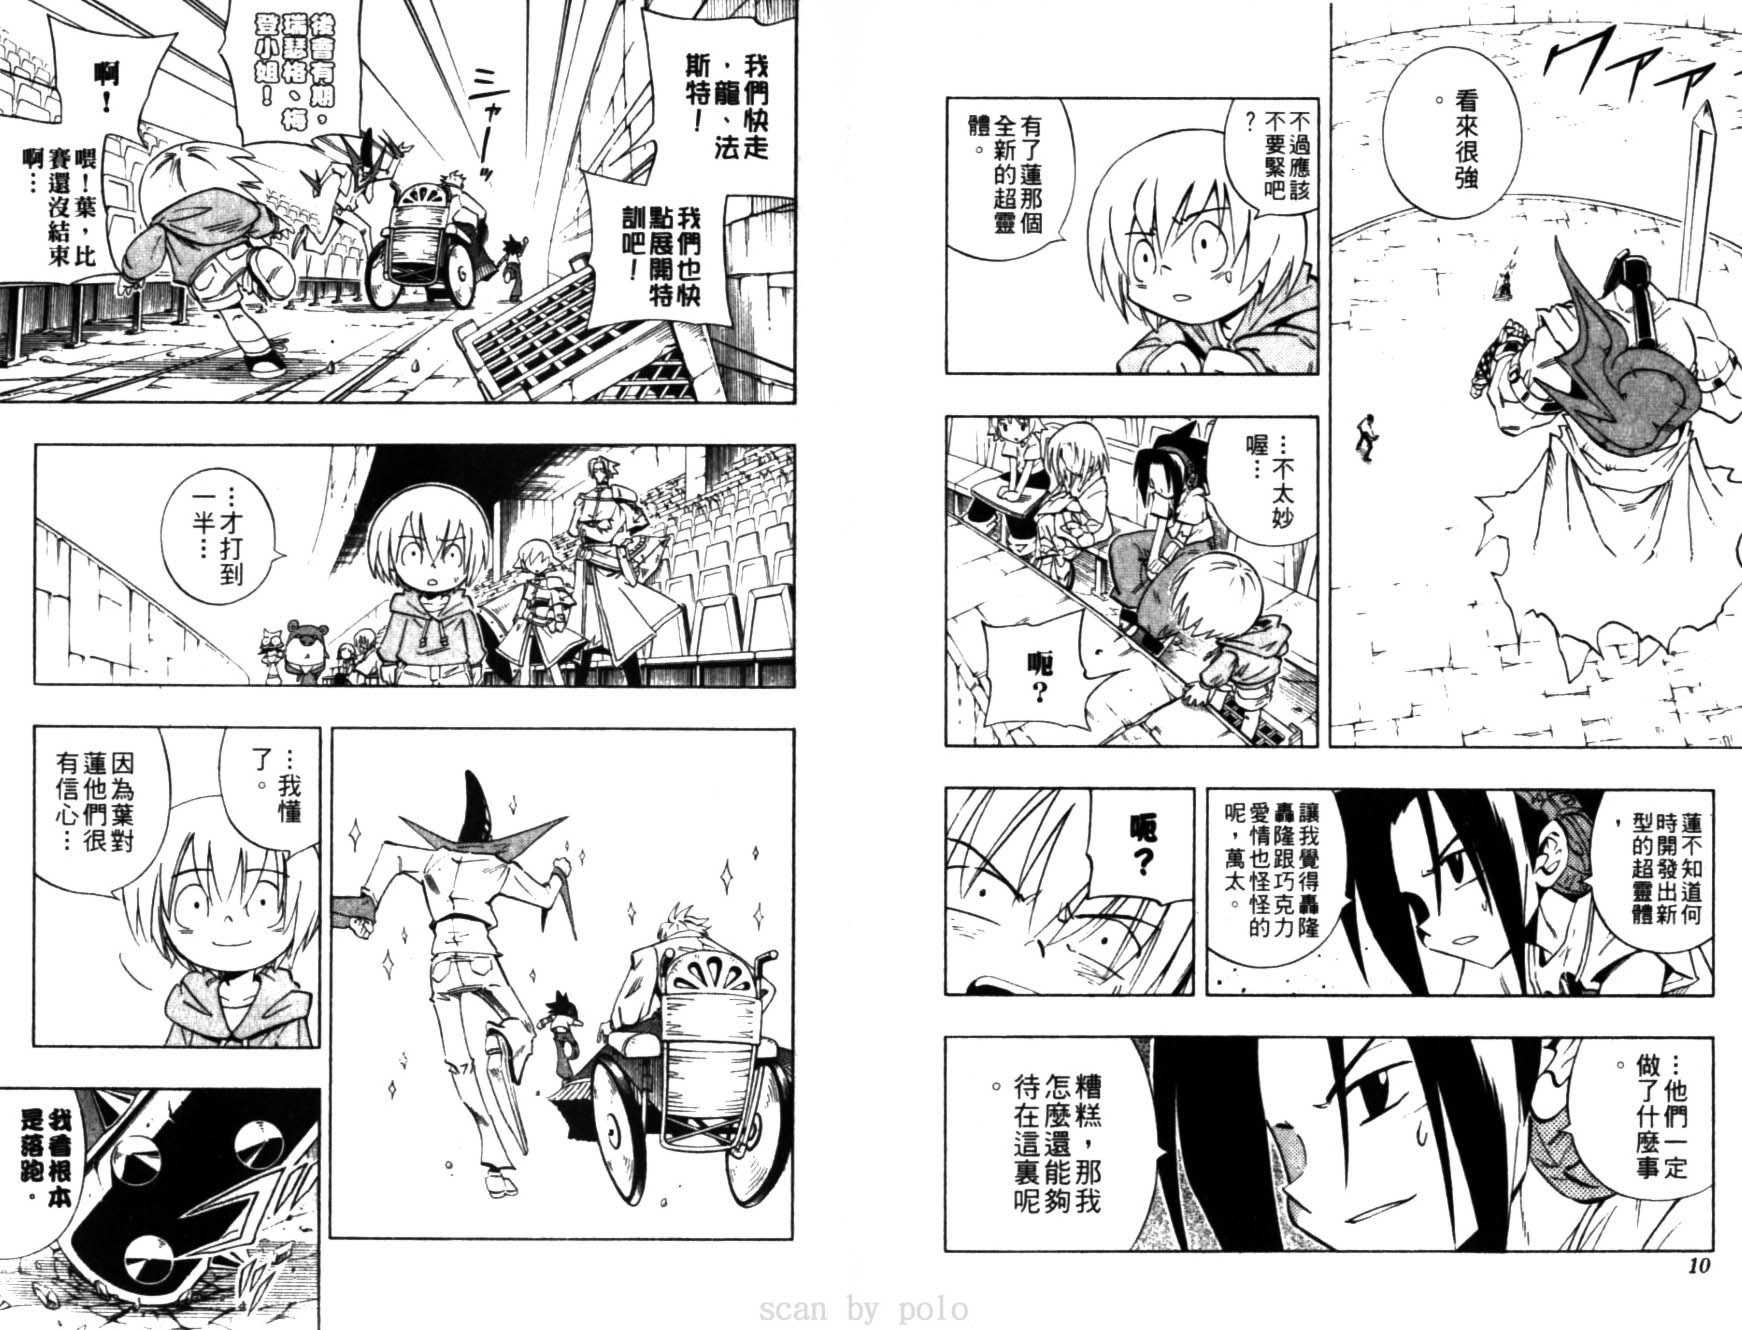 ワァァァ
看來很強
。
不過應該
不要緊吧
？
有了蓮那個
全新的超靈
體。
…不太妙
喔…
呃？
蓮不知道何
時開發出新
型的超靈體
，
讓我覺得轟隆
轟隆跟巧克力
愛情也怪怪的
呢，萬太。
呃？
…他們一定
做了什麼事
。
糟糕，那我
怎麼還能夠
待在這裏呢
。
10
我們快走
，龍、法
斯特！
我們也快
點展開特
訓吧！
ミャーーッ
後會有期，
瑞瑟格、梅
登小姐！
啊！
喂！葉，比
賽還沒結束
啊…
…才打到
一半…
…我懂
了。
因為葉對
蓮他們很
有信心…
我看根本
是落跑。
scan by polo